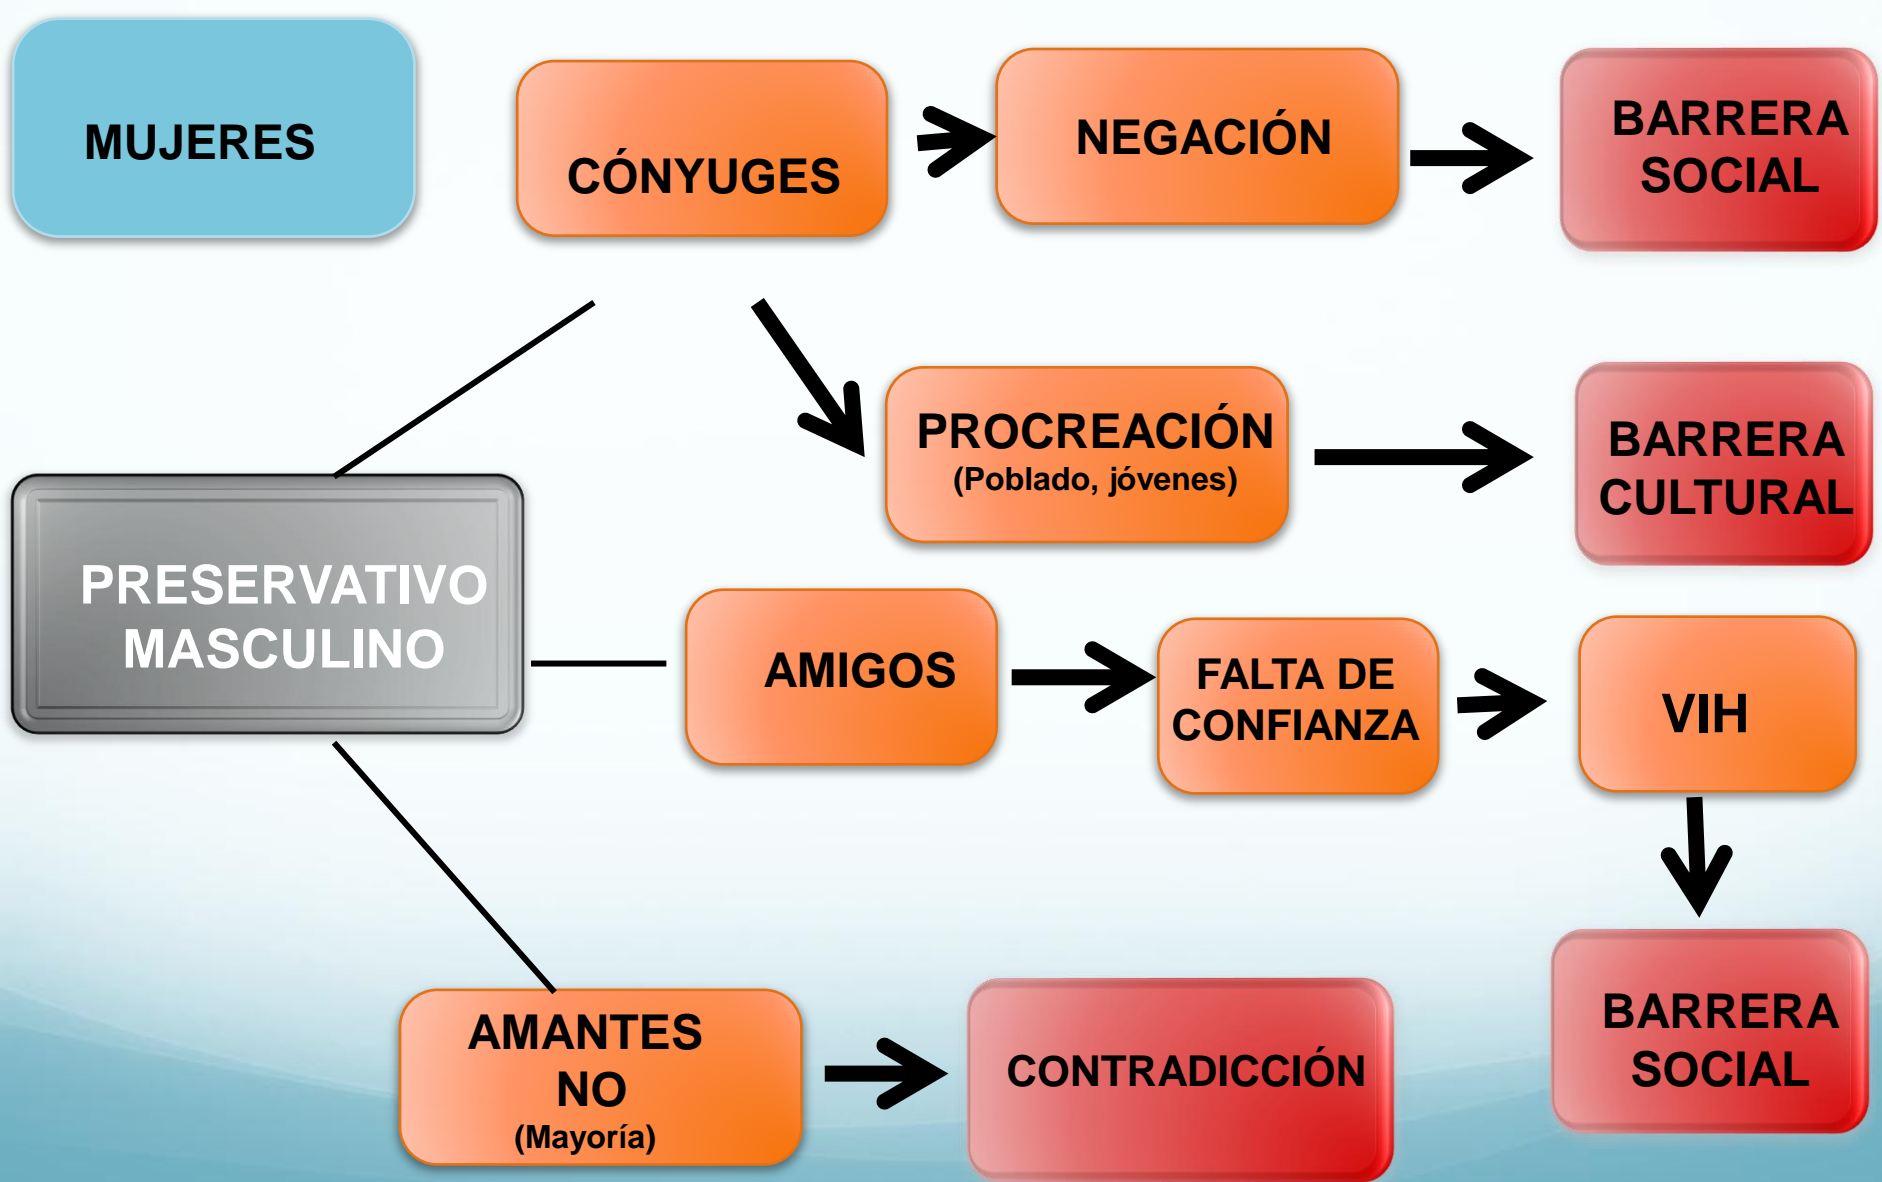 MUJERES
CÓNYUGES
NEGACIÓN
BARRERA
SOCIAL
PROCREACIÓN
(Poblado, jóvenes)
BARRERA
CULTURAL
PRESERVATIVO
MASCULINO
AMIGOS
FALTA DE
CONFIANZA
VIH
AMANTES
NO
(Mayoría)
CONTRADICCIÓN
BARRERA
SOCIAL